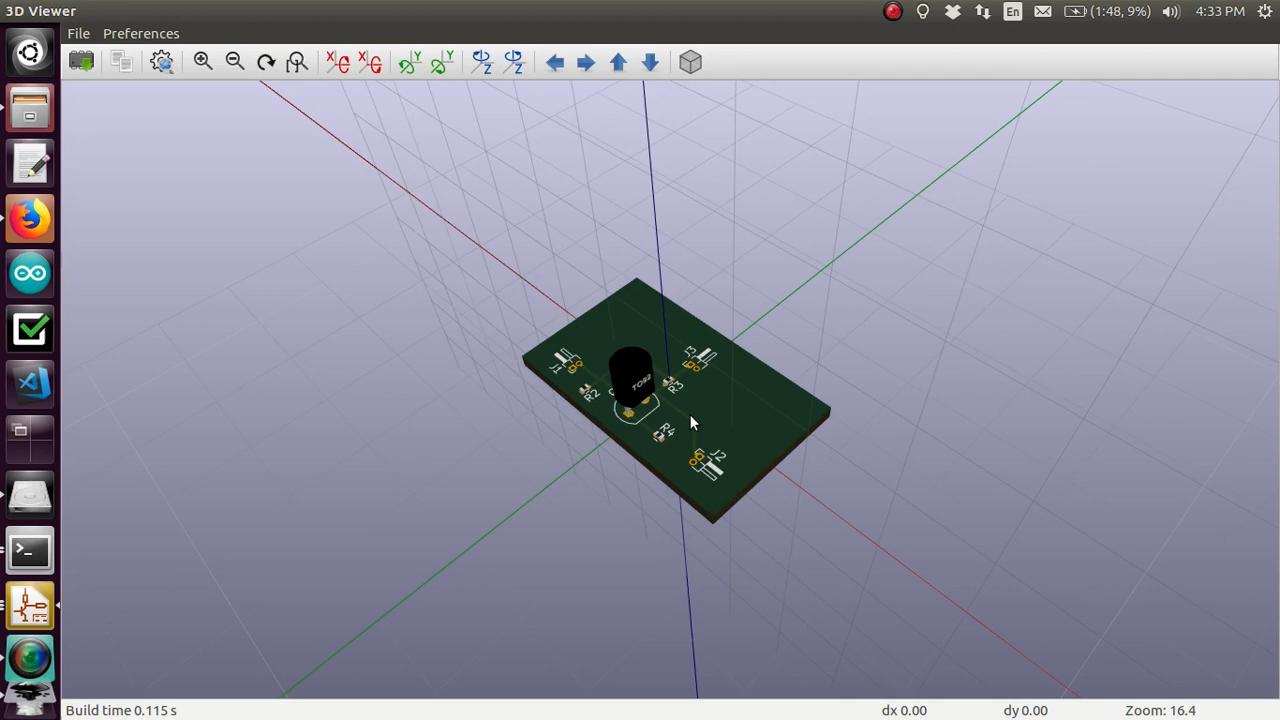 3D Viewer
En
(1:48, 9%)
4:33 PM
File
Preferences
X
X
Y
Y
Z
Z
J1
R2
TO92
R3
J3
R4
J2
Build time 0.115 s
dx 0.00
dy 0.00
Zoom: 16.4